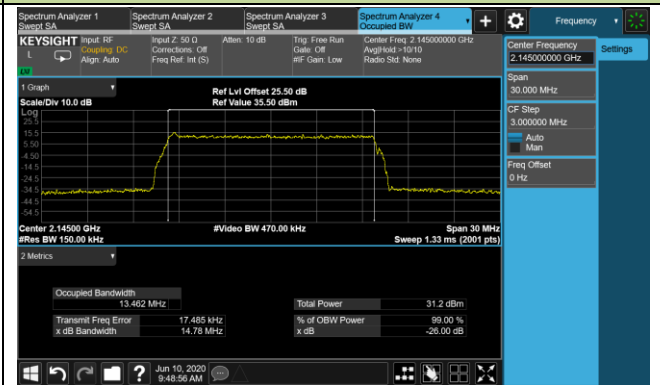 Spectrum Analyzer 1
Swept SA
Spectrum Analyzer 2
Swept SA
Spectrum Analyzer 3
Swept SA
Spectrum Analyzer 4
Occupied BW
+
Frequency
KEYSIGHT
L
LW
Input: RF
Coupling: DC
Align: Auto
Input Z: 50 Ω
Corrections: Off
Freq Ref: Int (S)
Atten: 10 dB
Trig: Free Run
Gate: Off
#IF Gain: Low
Center Freq: 2.145000000 GHz
Avg|Hold:>10/10
Radio Std: None
Center Frequency
2.145000000 GHz
Settings
Span
30.000 MHz
CF Step
3.000000 MHz
Auto
Man
Freq Offset
0 Hz
1 Graph
Scale/Div 10.0 dB
Ref Lvl Offset 25.50 dB
Ref Value 35.50 dBm
Log
25.5
15.5
5.50
-4.50
-14.5
-24.5
-34.5
-44.5
-54.5
Center 2.14500 GHz
#Res BW 150.00 kHz
#Video BW 470.00 kHz
Span 30 MHz
Sweep 1.33 ms (2001 pts)
2 Metrics
Occupied Bandwidth
13.462 MHz
Total Power 31.2 dBm
Transmit Freq Error 17.485 kHz
% of OBW Power 99.00 %
x dB Bandwidth 14.78 MHz
x dB -26.00 dB
?
Jun 10, 2020
9:48:56 AM